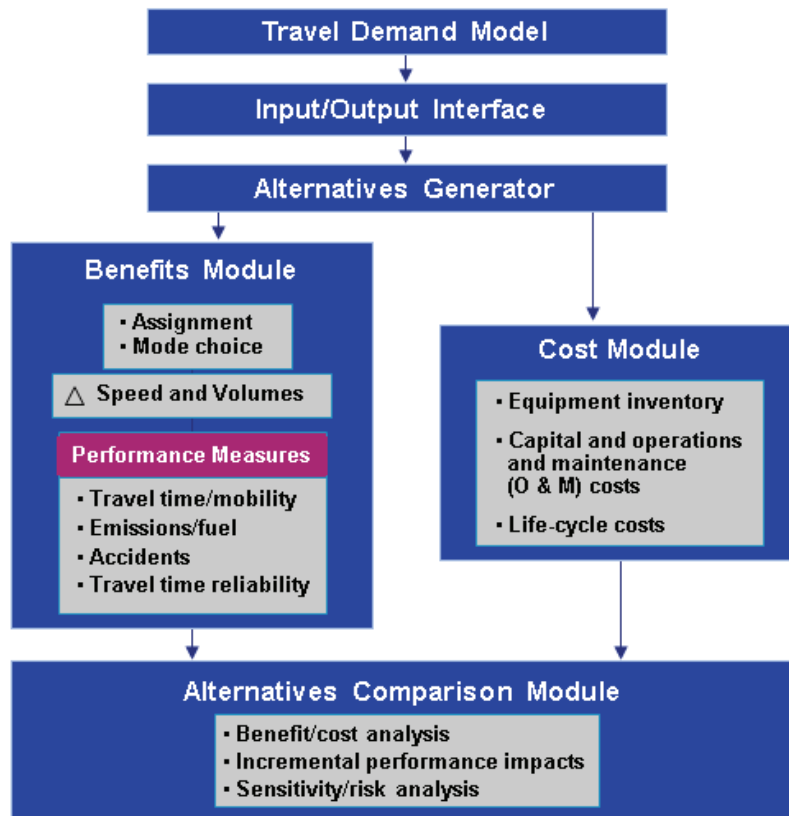 Travel Demand Model
Input/Output Interface
Alternatives Generator
Benefits Module
▪ Assignment
▪ Mode choice
△ Speed and Volumes
Performance Measures
▪ Travel time/mobility
▪ Emissions/fuel
▪ Accidents
▪ Travel time reliability
Cost Module
▪ Equipment inventory
▪ Capital and operations
and maintenance
(O & M) costs
▪ Life-cycle costs
Alternatives Comparison Module
▪ Benefit/cost analysis
▪ Incremental performance impacts
▪ Sensitivity/risk analysis